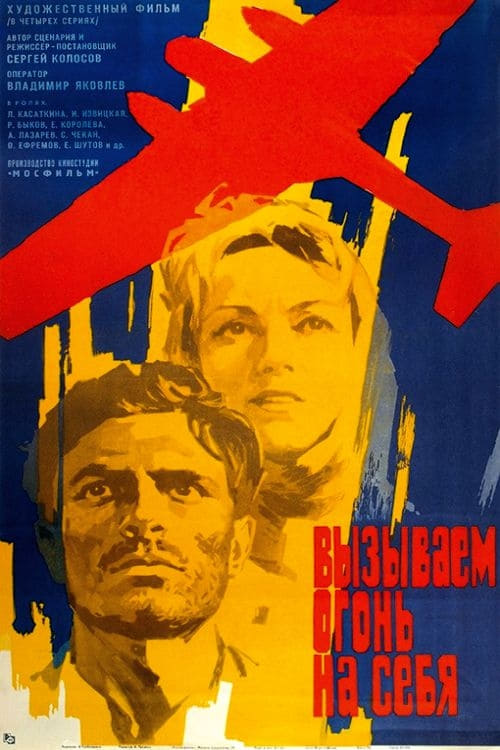 ХУДОЖЕСТВЕННЫЙ ФИЛЬМ
/В ЧЕТЫРЕХ СЕРИЯХ/
АВТОР СЦЕНАРИЯ И
РЕЖИССЕР-ПОСТАНОВЩИК
СЕРГЕЙ КОЛОСОВ
ОПЕРАТОР
ВЛАДИМИР ЯКОВЛЕВ
В РОЛЯХ:
Л. КАСАТКИНА, И. ИЗВИЦКАЯ,
Р. БЫКОВ, Е. КОРОЛЕВА,
А. ЛАЗАРЕВ, С. ЧЕКАН,
О. ЕФРЕМОВ, Е. ШУТОВ и др.
ПРОИЗВОДСТВО КИНОСТУДИИ
"МОСФИЛЬМ"
ВЫЗЫВАЕМ
ОГОНЬ
НА СЕБЯ